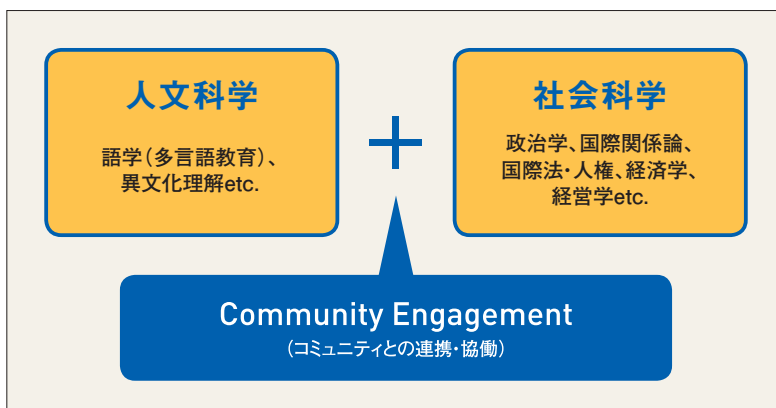 人文科学
語学(多言語教育)、
異文化理解etc.
+
社会科学
政治学、国際関係論、
国際法・人権、経済学、
経営学etc.
Community Engagement
(コミュニティとの連携・協働)